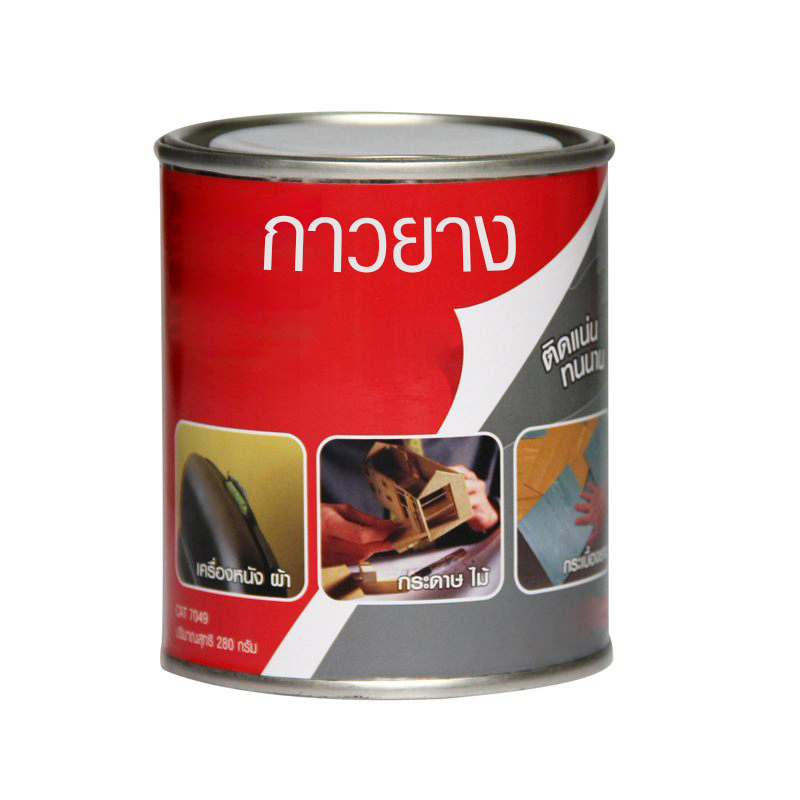 กาวยาง
ติดแน่น
ทนนาน
เครื่องหนัง ผ้า
กระดาษ ไม้
CAT 7049
ปริมาณสุทธิ 280 กรัม